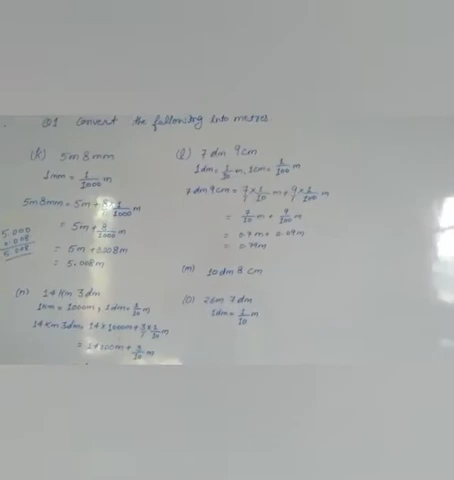 Q1 Convert the following into metres.
(k) 5m 8mm
1mm = 1/1000 m
5m8mm = 5m + 8/1 x 1/1000 m
= 5m + 8/1000 m
= 5m + 0.008m
= 5.008m
5.000
0.008
5.008
(l) 7dm 9cm
1dm = 1/10 m, 1cm = 1/100 m
7dm 9cm = 7/1 x 1/10 m + 9/1 x 1/100 m
= 7/10 m + 9/100 m
= 0.7m + 0.09m
= 0.79m
(m) 10dm 8cm
(n) 14Km 3dm
1Km = 1000m, 1dm = 1/10 m
14Km 3dm = 14 x 1000m + 3/1 x 1/10 m
= 14000m + 3/10 m
(o) 26m 7dm
1dm = 1/10 m